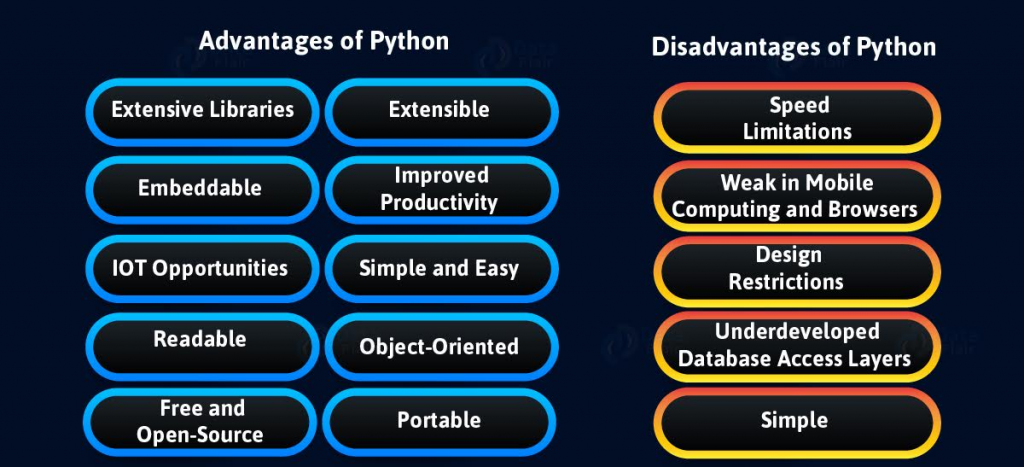 Advantages of Python
Extensive Libraries
Extensible
Embeddable
Improved
Productivity
IOT Opportunities
Simple and Easy
Readable
Object-Oriented
Free and
Open-Source
Portable
Disadvantages of Python
Speed
Limitations
Weak in Mobile
Computing and Browsers
Design
Restrictions
Underdeveloped
Database Access Layers
Simple